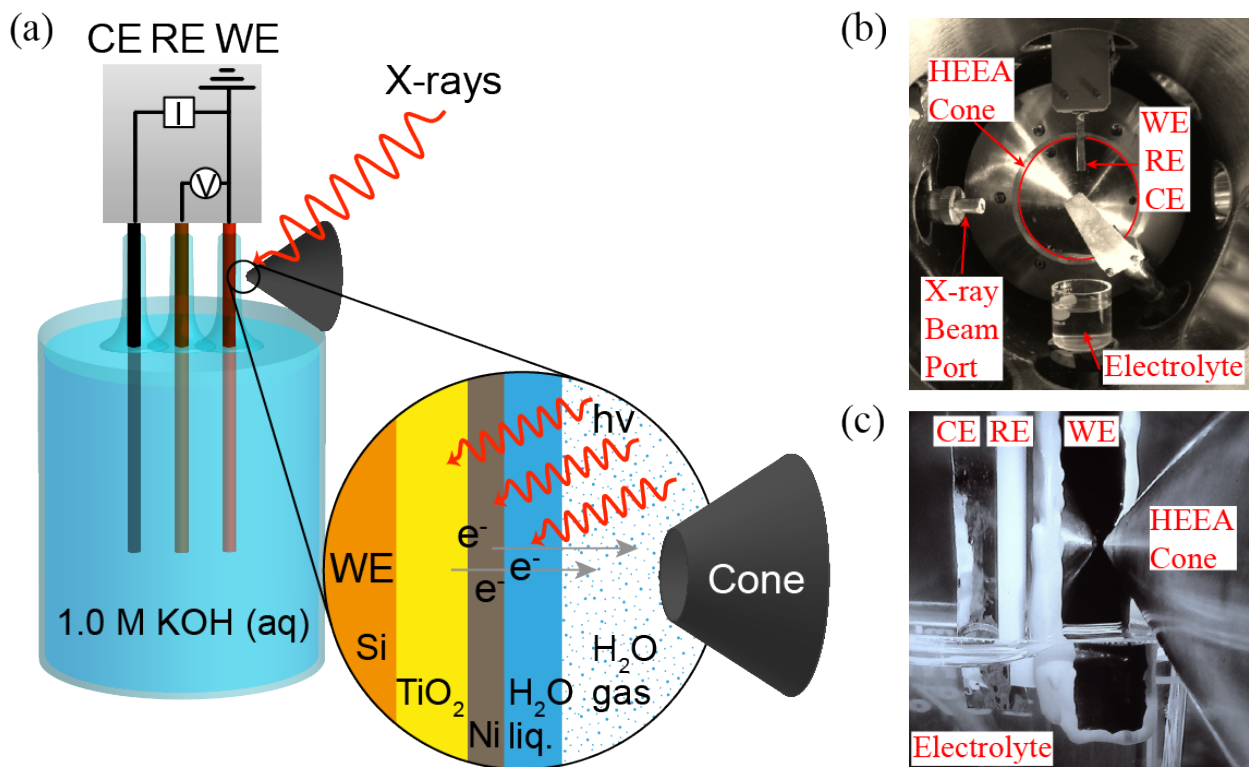 (a)
CE RE WE
I
V
X-rays
hν
e⁻
e⁻
e⁻
WE
Si
TiO₂
Ni
H₂O
liq.
H₂O
gas
Cone
1.0 M KOH (aq)
(b)
HEEA
Cone
WE
RE
CE
X-ray
Beam
Port
Electrolyte
(c)
CE RE WE
HEEA
Cone
Electrolyte